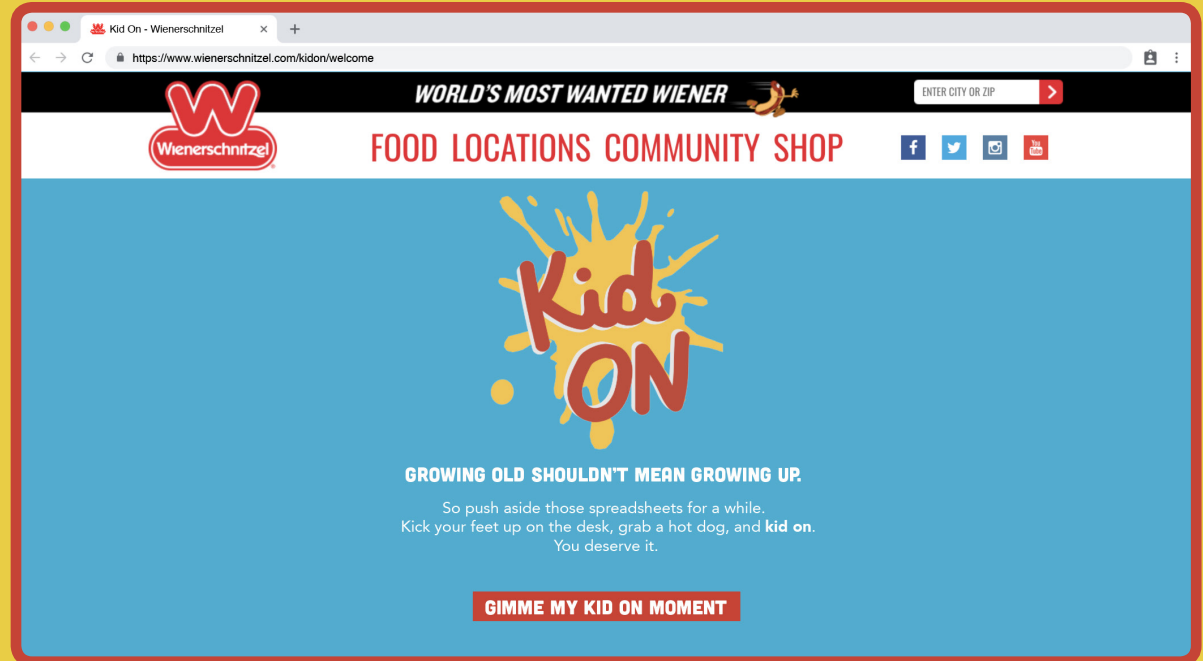 Kid On - Wienerschnitzel
https://www.wienerschnitzel.com/kidon/welcome
WORLD'S MOST WANTED WIENER
ENTER CITY OR ZIP
W
Wienerschnitzel
FOOD LOCATIONS COMMUNITY SHOP
You Tube
Kid
ON
GROWING OLD SHOULDN'T MEAN GROWING UP.
So push aside those spreadsheets for a while.
Kick your feet up on the desk, grab a hot dog, and kid on.
You deserve it.
GIMME MY KID ON MOMENT